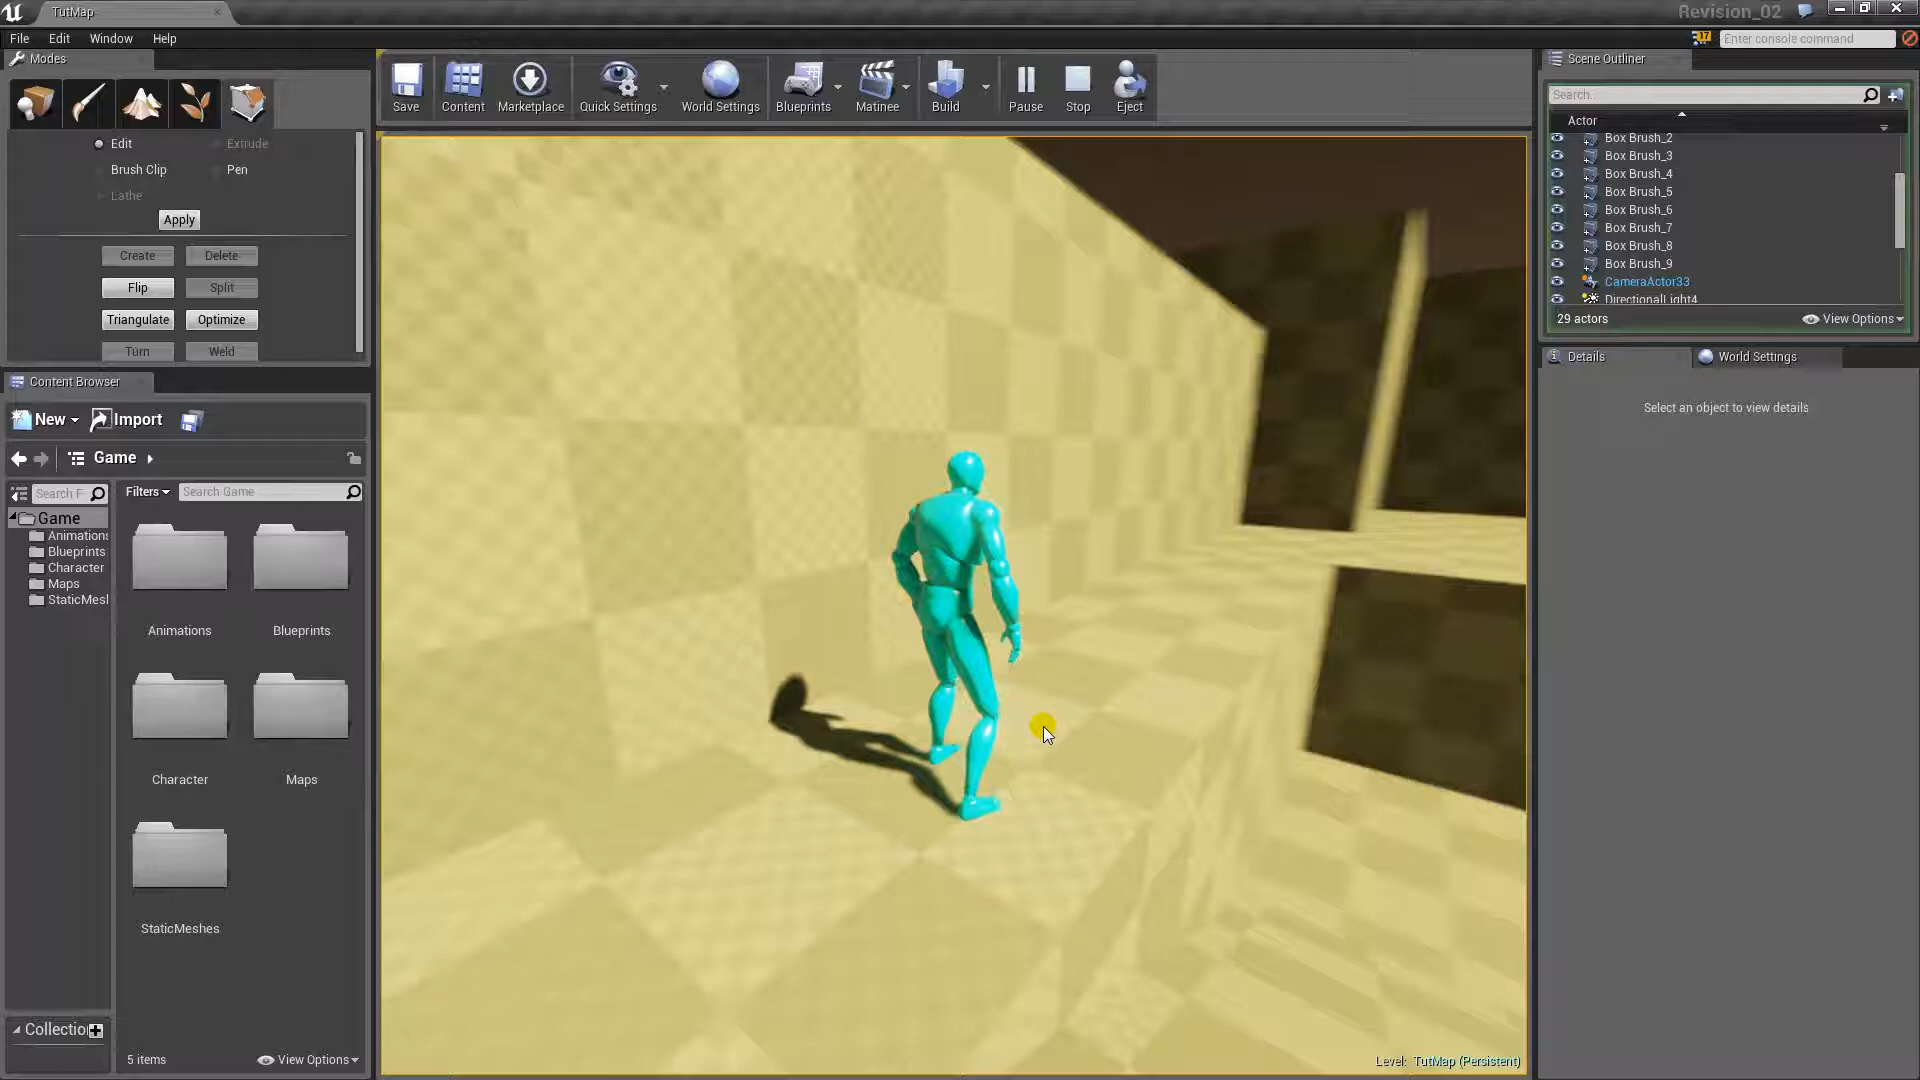 TutMap
Revision_02
File Edit Window Help
Enter console command
Modes
Edit Extrude
Brush Clip Pen
Lathe
Apply
Create Delete
Flip Split
Triangulate Optimize
Turn Weld
Save Content Marketplace Quick Settings World Settings Blueprints Matinee Build Pause Stop Eject
Scene Outliner
Search...
Actor
Box Brush_2
Box Brush_3
Box Brush_4
Box Brush_5
Box Brush_6
Box Brush_7
Box Brush_8
Box Brush_9
CameraActor33
DirectionalLight4
29 actors View Options
Details World Settings
Select an object to view details
Content Browser
New Import
Game
Search F
Filters Search Game
Game
Animations
Blueprints
Character
Maps
StaticMesh
Animations Blueprints
Character Maps
StaticMeshes
Collectio
5 items View Options
Level: TutMap (Persistent)